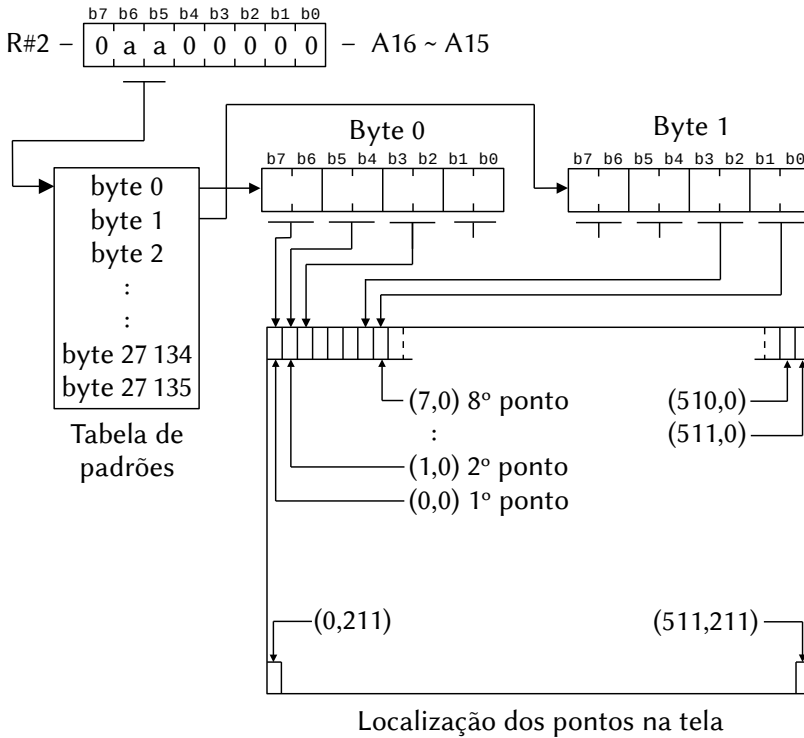 b7 b6 b5 b4 b3 b2 b1 b0
R#2 – 0 a a 0 0 0 0 0 – A16 ~ A15
Byte 0
Byte 1
b7 b6 b5 b4 b3 b2 b1 b0
b7 b6 b5 b4 b3 b2 b1 b0
byte 0
byte 1
byte 2
:
:
byte 27 134
byte 27 135
Tabela de
padrões
(7,0) 8º ponto
:
(1,0) 2º ponto
(0,0) 1º ponto
(510,0)
(511,0)
(0,211)
(511,211)
Localização dos pontos na tela